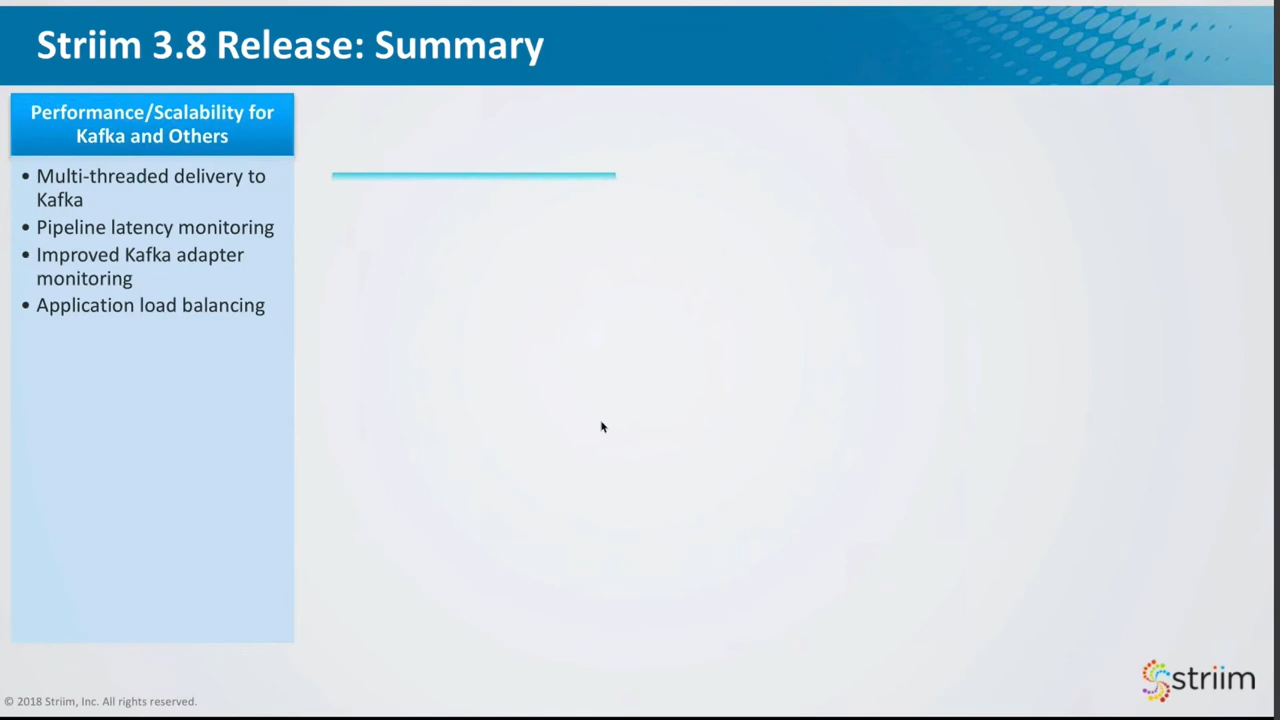 Striim 3.8 Release: Summary
Performance/Scalability for
Kafka and Others
• Multi-threaded delivery to
Kafka
• Pipeline latency monitoring
• Improved Kafka adapter
monitoring
• Application load balancing
striim
© 2018 Striim, Inc. All rights reserved.